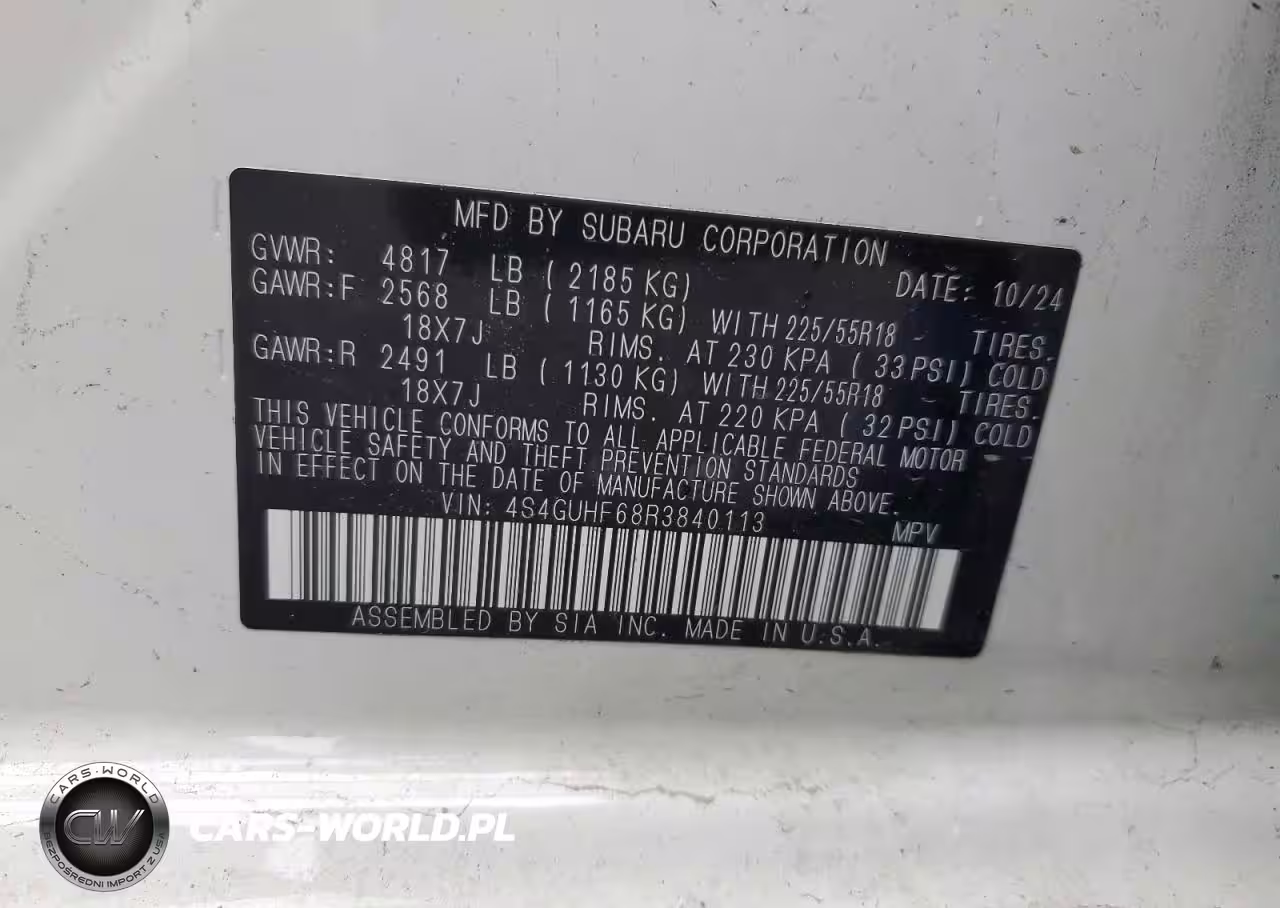 MFD BY SUBARU CORPORATION
GVWR: 4817 LB ( 2185 KG) DATE: 10/24
GAWR:F 2568 LB ( 1165 KG) WITH 225/55R18 - TIRES.
18X7J RIMS. AT 230 KPA ( 33 PSI) COLD
GAWR:R 2491 LB ( 1130 KG) WITH 225/55R18 - TIRES.
18X7J RIMS. AT 220 KPA ( 32 PSI) COLD
THIS VEHICLE CONFORMS TO ALL APPLICABLE FEDERAL MOTOR
VEHICLE SAFETY AND THEFT PREVENTION STANDARDS
IN EFFECT ON THE DATE OF MANUFACTURE SHOWN ABOVE.
VIN: 4S4GUHF68R3840113 MPV
ASSEMBLED BY SIA INC. MADE IN U.S.A.
CARS-WORLD
CW
BEZPOŚREDNI IMPORT Z USA
CARS-WORLD.PL